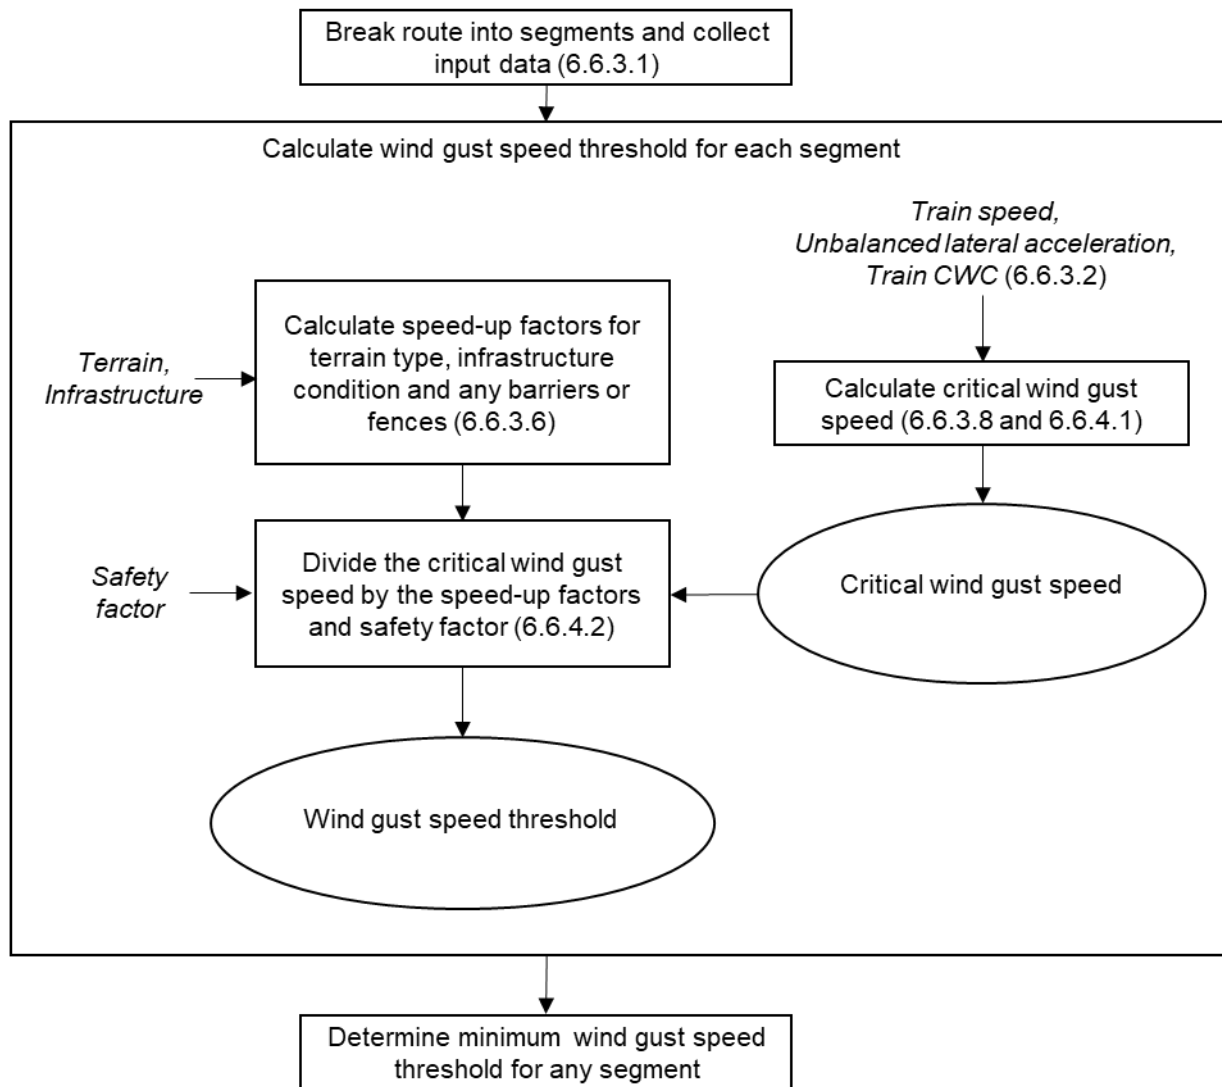 Break route into segments and collect
input data (6.6.3.1)
Calculate wind gust speed threshold for each segment
Train speed,
Unbalanced lateral acceleration,
Train CWC (6.6.3.2)
Terrain,
Infrastructure
Calculate speed-up factors for
terrain type, infrastructure
condition and any barriers or
fences (6.6.3.6)
Calculate critical wind gust
speed (6.6.3.8 and 6.6.4.1)
Safety
factor
Divide the critical wind gust
speed by the speed-up factors
and safety factor (6.6.4.2)
Critical wind gust speed
Wind gust speed threshold
Determine minimum wind gust speed
threshold for any segment